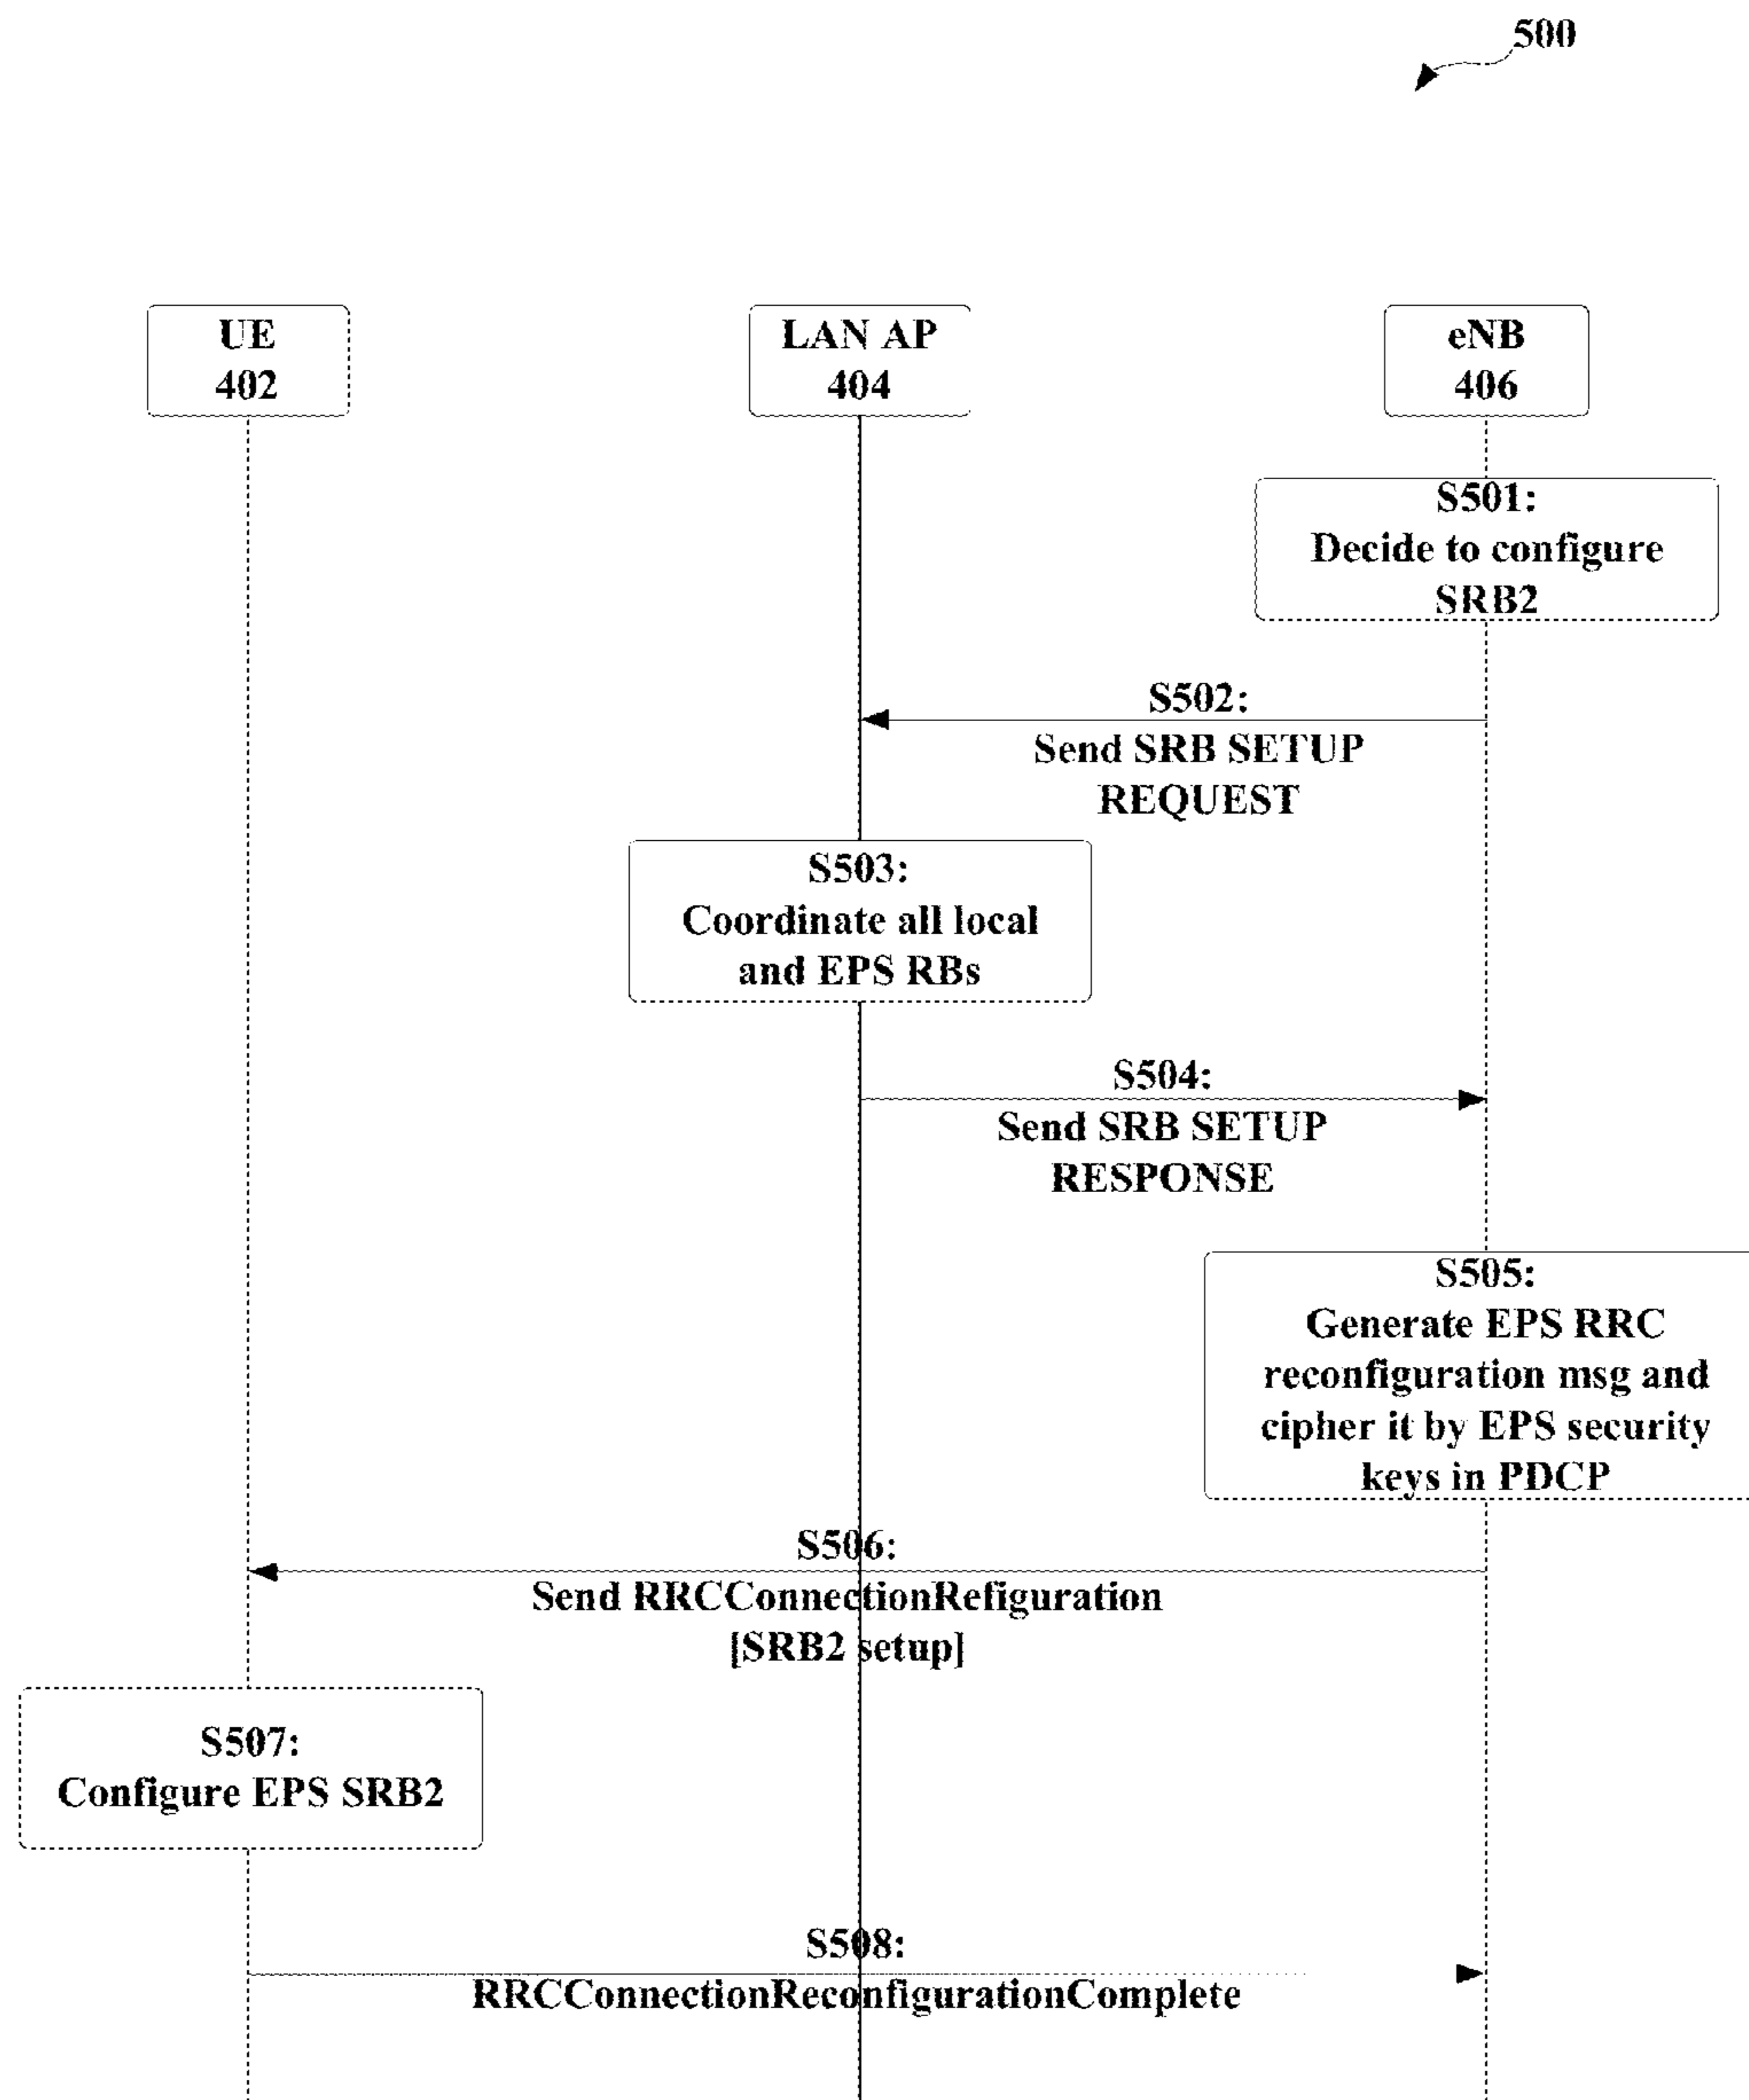 500
UE
402
LAN AP
404
eNB
406
S501:
Decide to configure
SRB2
S502:
Send SRB SETUP
REQUEST
S503:
Coordinate all local
and EPS RBs
S504:
Send SRB SETUP
RESPONSE
S505:
Generate EPS RRC
reconfiguration msg and
cipher it by EPS security
keys in PDCP
S506:
Send RRCConnectionRefiguration
[SRB2 setup]
S507:
Configure EPS SRB2
S508:
RRCConnectionReconfigurationComplete